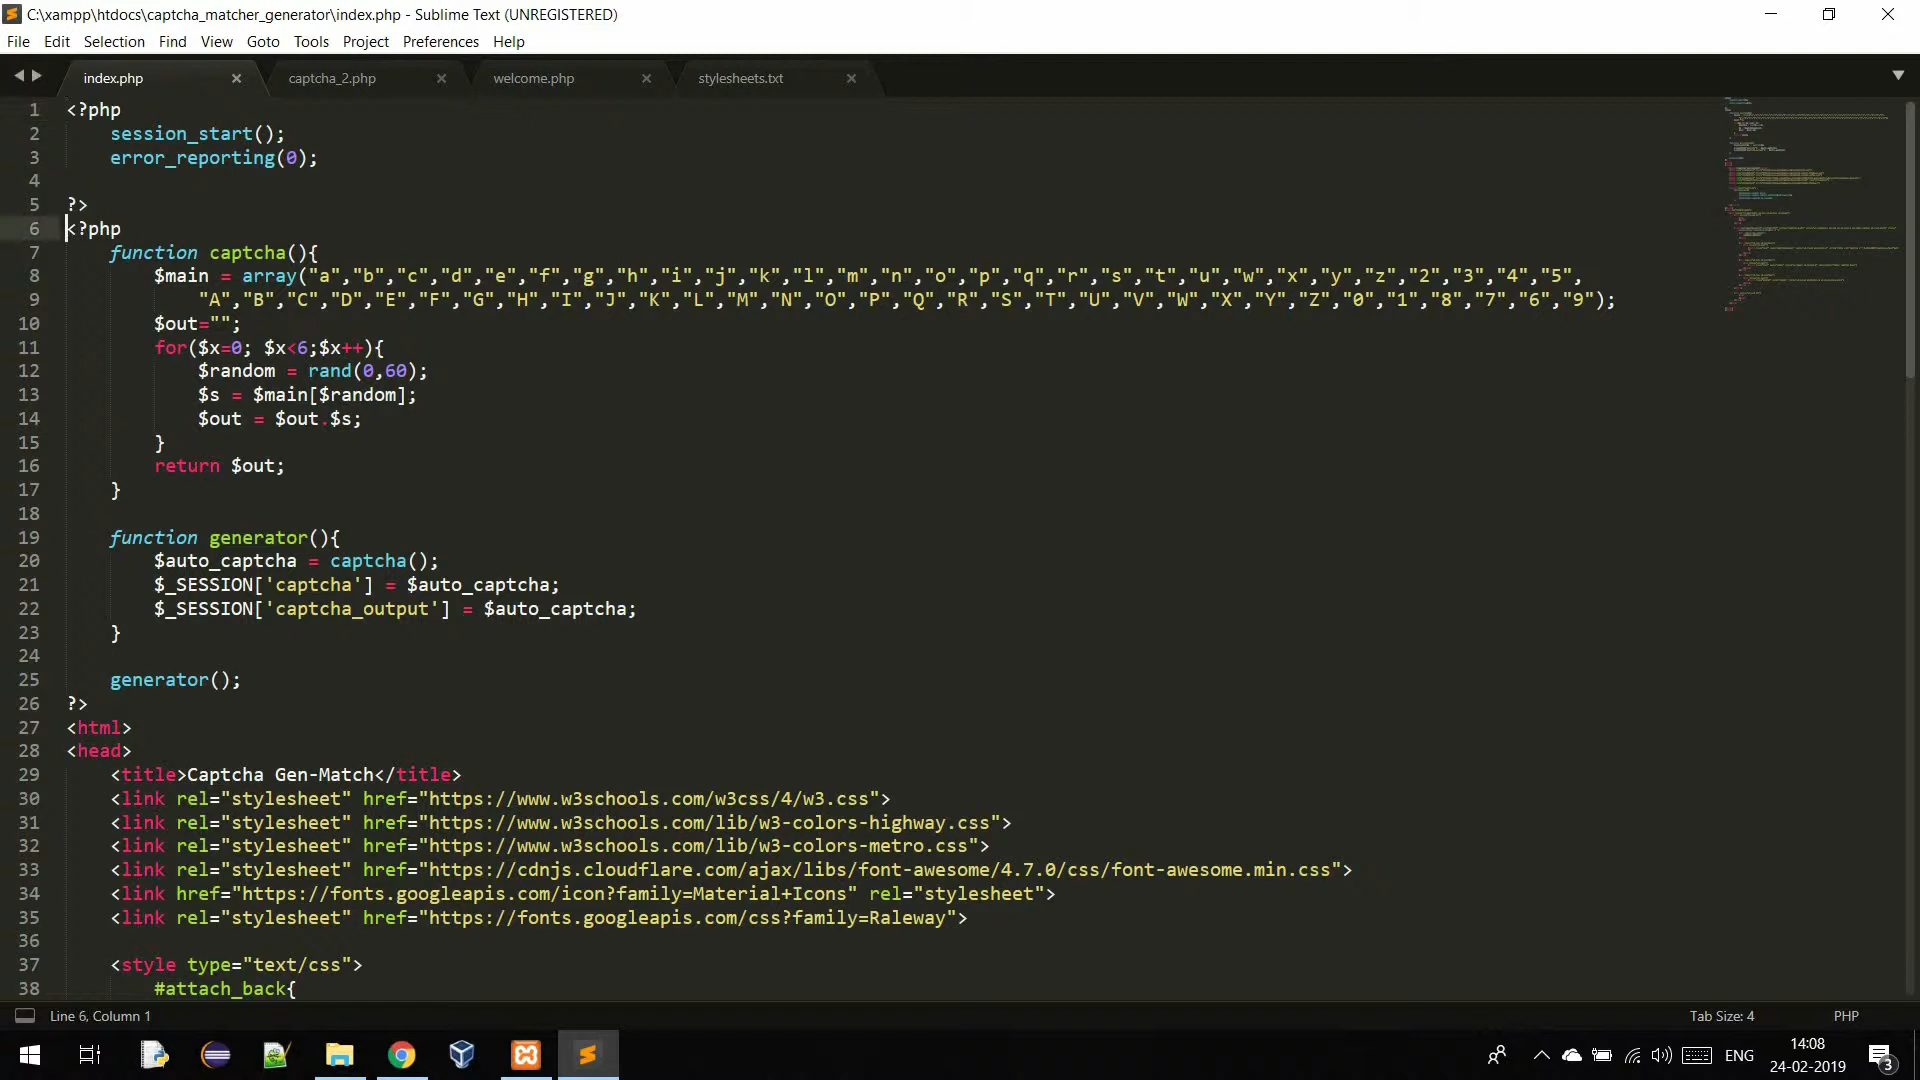 C:\xampp\htdocs\captcha_matcher_generator\index.php - Sublime Text (UNREGISTERED)
File Edit Selection Find View Goto Tools Project Preferences Help
index.php captcha_2.php welcome.php stylesheets.txt
1 <?php
2 session_start();
3 error_reporting(0);
4
5 ?>
6 <?php
7 function captcha(){
8 $main = array("a","b","c","d","e","f","g","h","i","j","k","l","m","n","o","p","q","r","s","t","u","w","x","y","z","2","3","4","5",
9 "A","B","C","D","E","F","G","H","I","J","K","L","M","N","O","P","Q","R","S","T","U","V","W","X","Y","Z","0","1","8","7","6","9");
10 $out="";
11 for($x=0; $x<6;$x++){
12 $random = rand(0,60);
13 $s = $main[$random];
14 $out = $out.$s;
15 }
16 return $out;
17 }
18
19 function generator(){
20 $auto_captcha = captcha();
21 $_SESSION['captcha'] = $auto_captcha;
22 $_SESSION['captcha_output'] = $auto_captcha;
23 }
24
25 generator();
26 ?>
27 <html>
28 <head>
29 <title>Captcha Gen-Match</title>
30 <link rel="stylesheet" href="https://www.w3schools.com/w3css/4/w3.css">
31 <link rel="stylesheet" href="https://www.w3schools.com/lib/w3-colors-highway.css">
32 <link rel="stylesheet" href="https://www.w3schools.com/lib/w3-colors-metro.css">
33 <link rel="stylesheet" href="https://cdnjs.cloudflare.com/ajax/libs/font-awesome/4.7.0/css/font-awesome.min.css">
34 <link href="https://fonts.googleapis.com/icon?family=Material+Icons" rel="stylesheet">
35 <link rel="stylesheet" href="https://fonts.googleapis.com/css?family=Raleway">
36
37 <style type="text/css">
38 #attach_back{
Line 6, Column 1 Tab Size: 4 PHP
ENG 14:08
24-02-2019 3